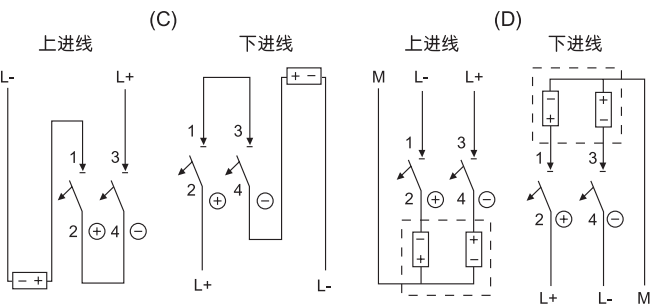 (C) (D)
上进线 下进线 上进线 下进线
L- L+ M L- L+
+ - - - + +
1 3 1 3 1 3 1 3
2 + 4 - 2 + 4 - 2 + 4 - 2 + 4 -
- + - + + -
L+ L- L+ L- M